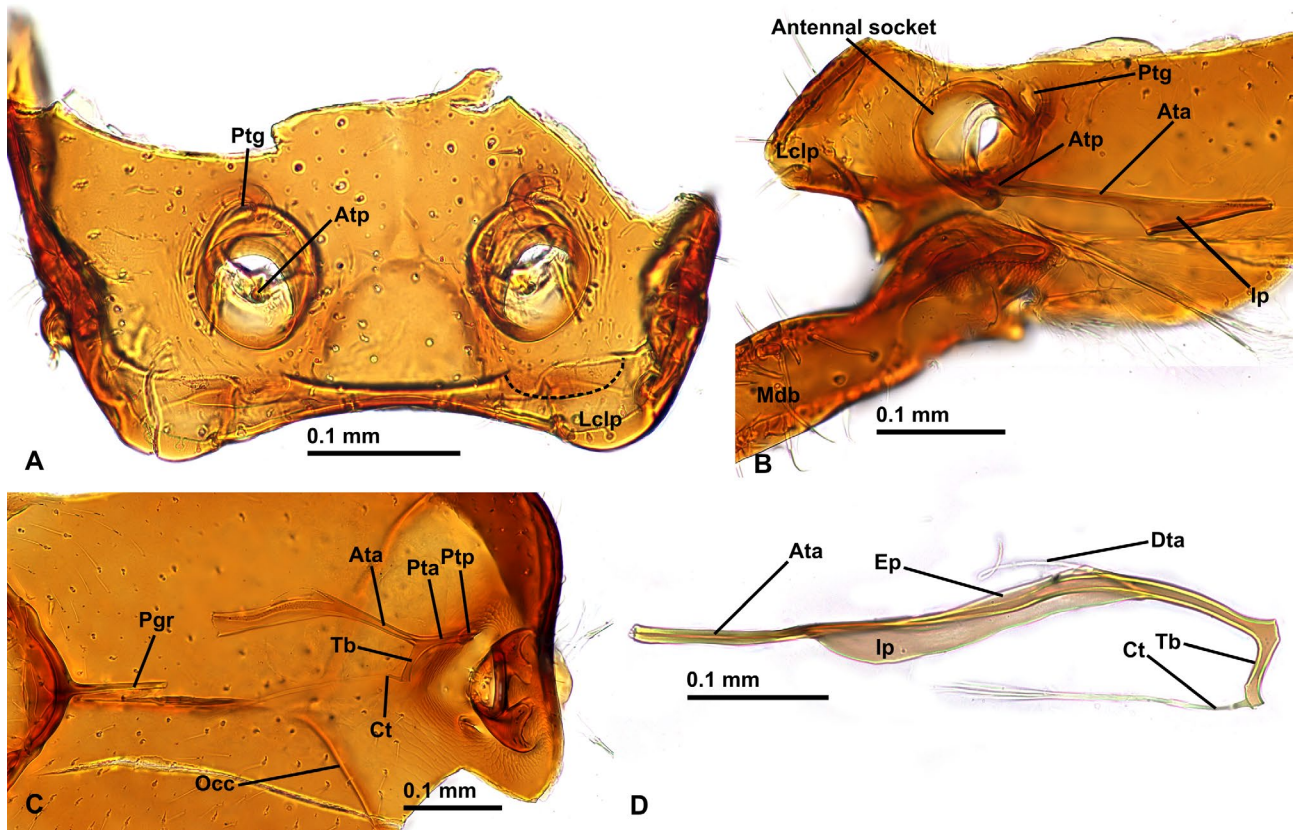 Ptg
Atp
Lclp
0.1 mm
A
Antennal socket
Ptg
Ata
Atp
Lclp
Ip
Mdb
0.1 mm
B
Ata
Pta
Ptp
Pgr
Tb
Ct
Occ
0.1 mm
C
Dta
Ep
Ata
Ip
Tb
Ct
0.1 mm
D